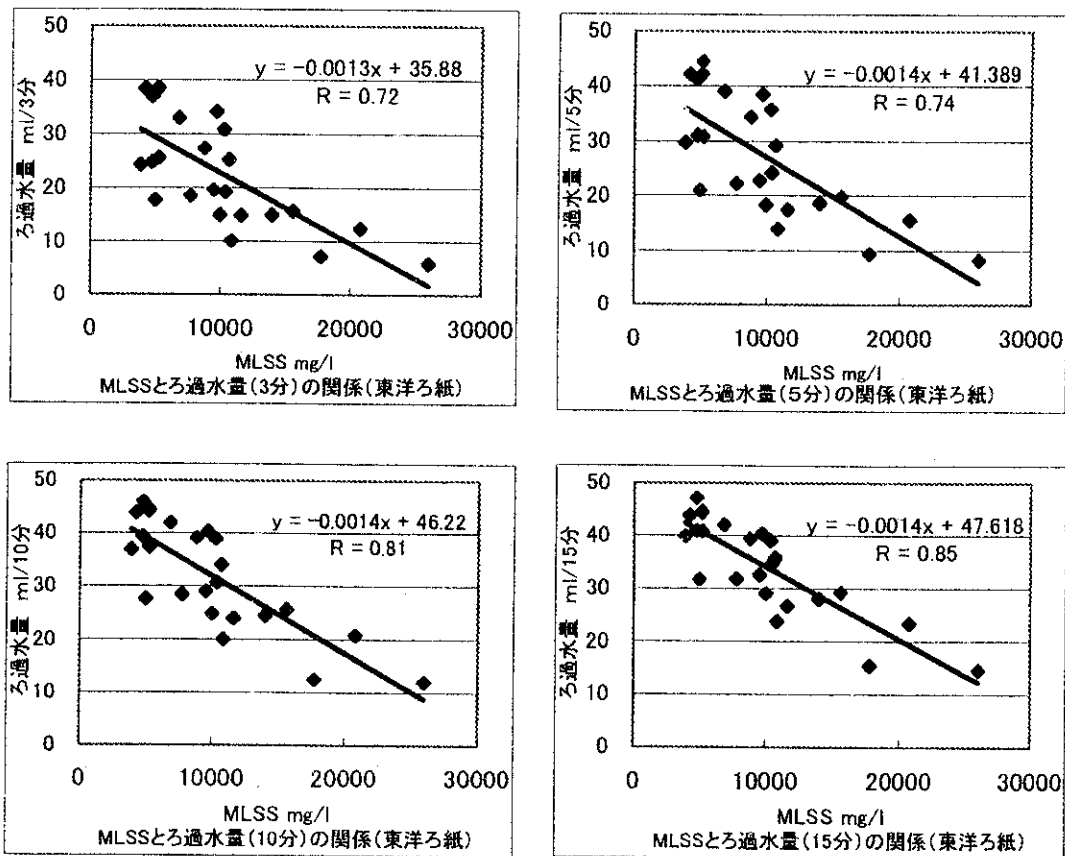 ろ過水量 ml/3分
50
40
30
20
10
0
y = -0.0013x + 35.88
R = 0.72
0 10000 20000 30000
MLSS mg/l
MLSSとろ過水量(3分)の関係(東洋ろ紙)
ろ過水量 ml/5分
50
40
30
20
10
0
y = -0.0014x + 41.389
R = 0.74
0 10000 20000 30000
MLSS mg/l
MLSSとろ過水量(5分)の関係(東洋ろ紙)
ろ過水量 ml/10分
50
40
30
20
10
0
y = -0.0014x + 46.22
R = 0.81
0 10000 20000 30000
MLSS mg/l
MLSSとろ過水量(10分)の関係(東洋ろ紙)
ろ過水量 ml/15分
50
40
30
20
10
0
y = -0.0014x + 47.618
R = 0.85
0 10000 20000 30000
MLSS mg/l
MLSSとろ過水量(15分)の関係(東洋ろ紙)